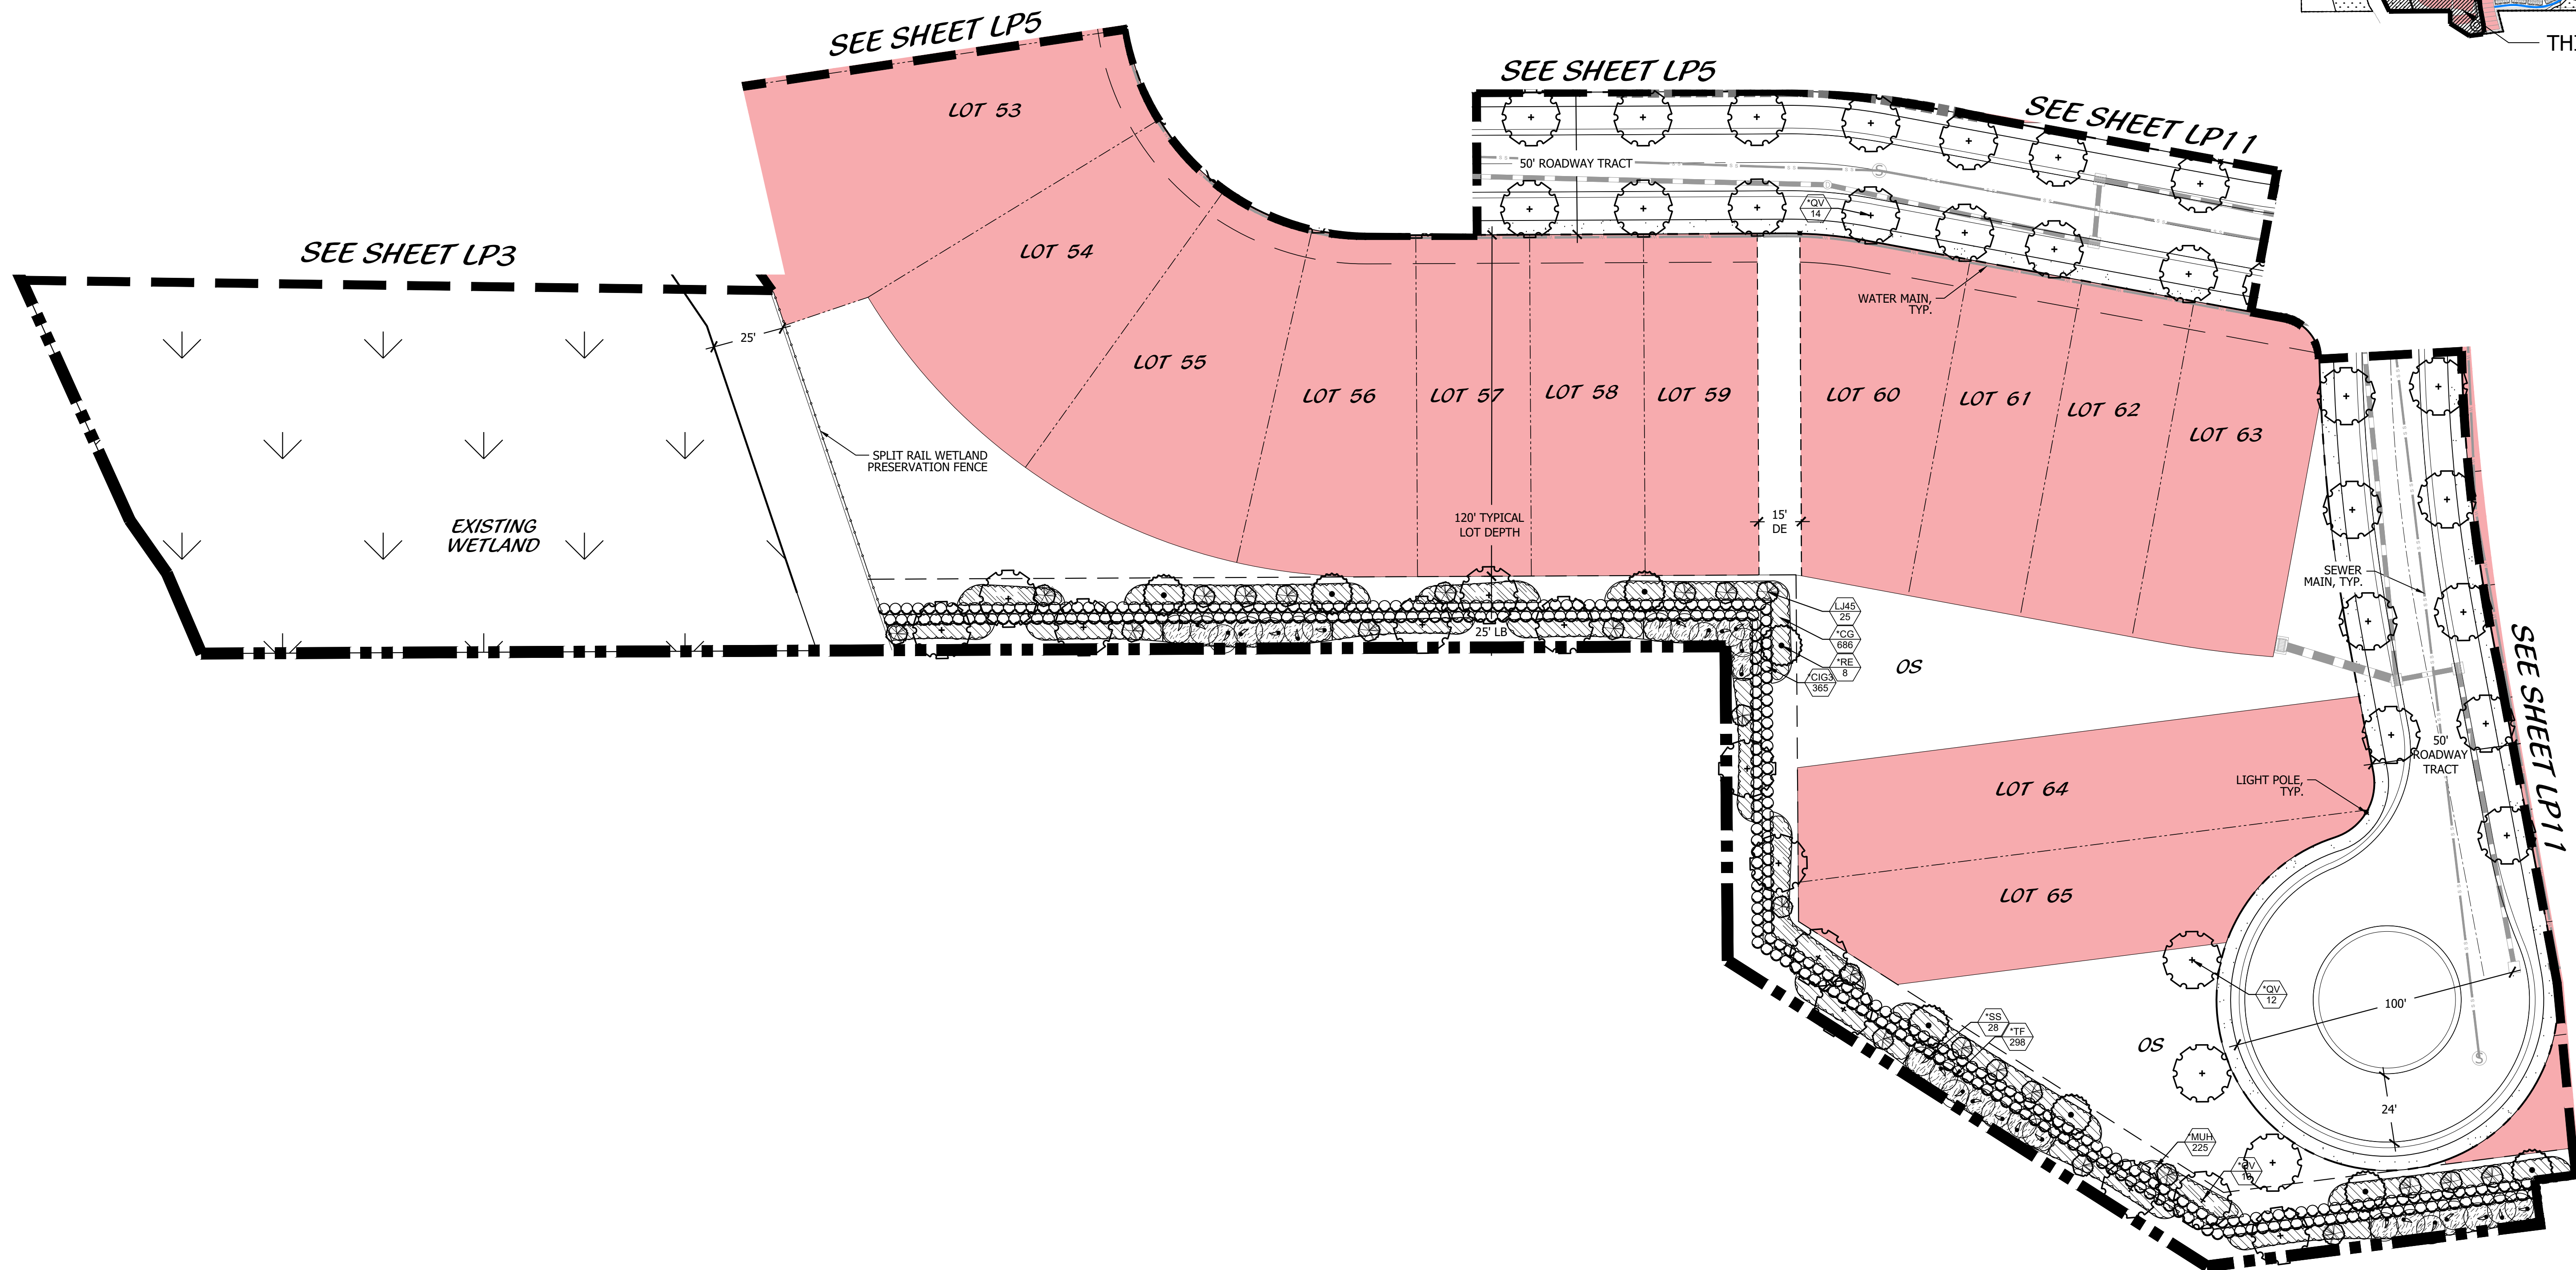 SEE SHEET LP5
SEE SHEET LP5
SEE SHEET LP11
SEE SHEET LP3
LOT 53
LOT 54
LOT 55
LOT 56
LOT 57
LOT 58
LOT 59
LOT 60
LOT 61
LOT 62
LOT 63
50' ROADWAY TRACT
*QV
14
WATER MAIN,
TYP.
25'
SPLIT RAIL WETLAND
PRESERVATION FENCE
EXISTING
WETLAND
120' TYPICAL
LOT DEPTH
15'
DE
SEWER
MAIN, TYP.
25' LB
LJ45
25
*CG
686
*RE
8
*CIG3
365
OS
SEE SHEET LP11
50'
ROADWAY
TRACT
LIGHT POLE,
TYP.
LOT 64
LOT 65
*QV
12
100'
24'
*SS
28
*TF
298
OS
*MUH
225
S
S